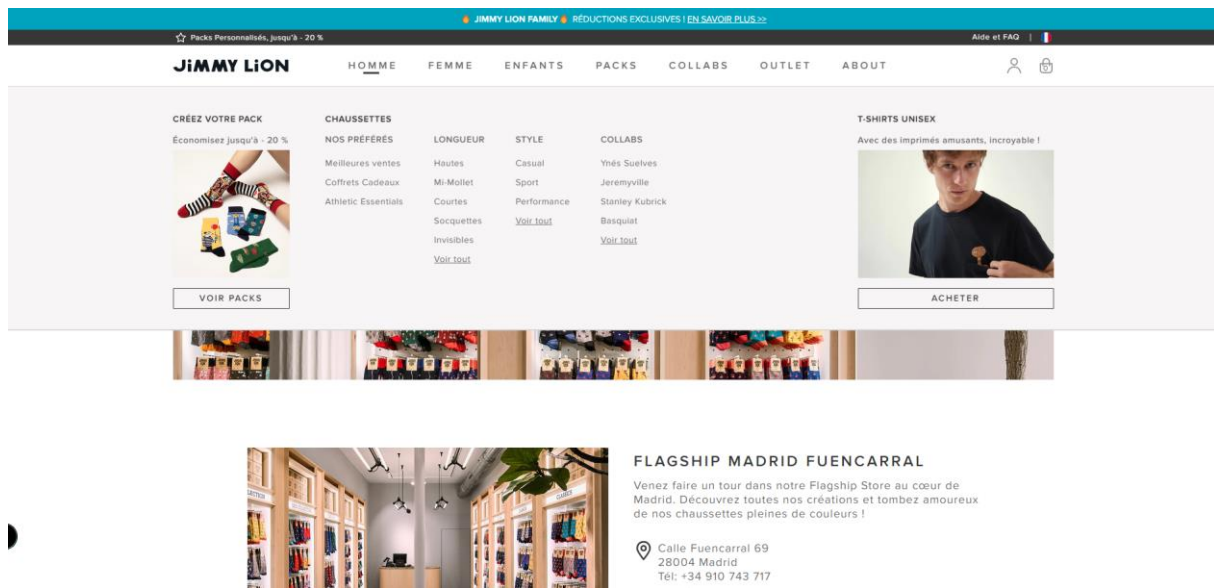 🔥 JIMMY LION FAMILY 🔥 RÉDUCTIONS EXCLUSIVES ! EN SAVOIR PLUS >>
Packs Personnalisés, jusqu'à - 20 %
Aide et FAQ |
JiMMY LiON
HOMME FEMME ENFANTS PACKS COLLABS OUTLET ABOUT
0
CRÉEZ VOTRE PACK
Économisez jusqu'à - 20 %
VOIR PACKS
CHAUSSETTES
NOS PRÉFÉRÉS
Meilleures ventes
Coffrets Cadeaux
Athletic Essentials
LONGUEUR
Hautes
Mi-Mollet
Courtes
Socquettes
Invisibles
Voir tout
STYLE
Casual
Sport
Performance
Voir tout
COLLABS
Ynés Suelves
Jeremyville
Stanley Kubrick
Basquiat
Voir tout
T-SHIRTS UNISEX
Avec des imprimés amusants, incroyable !
ACHETER
FLAGSHIP MADRID FUENCARRAL
Venez faire un tour dans notre Flagship Store au cœur de
Madrid. Découvrez toutes nos créations et tombez amoureux
de nos chaussettes pleines de couleurs !
Calle Fuencarral 69
28004 Madrid
Tél: +34 910 743 717